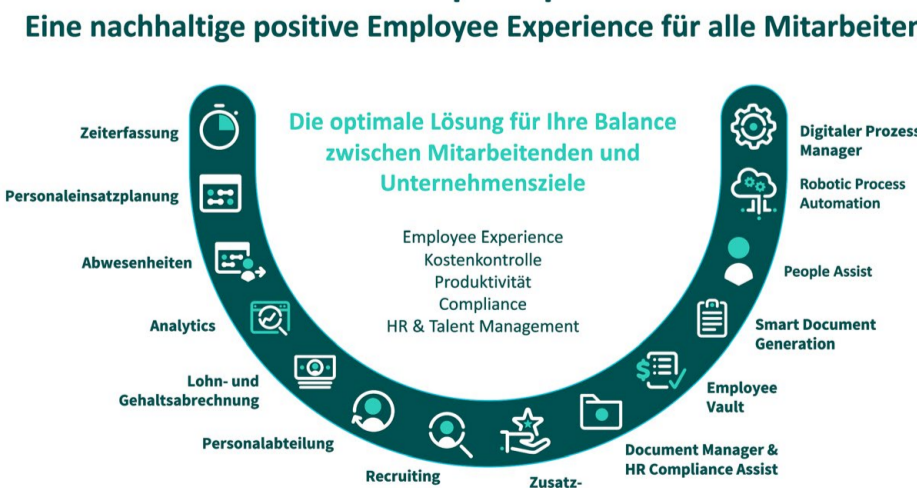 Eine nachhaltige positive Employee Experience für alle Mitarbeiter
Die optimale Lösung für Ihre Balance
zwischen Mitarbeitenden und
Unternehmensziele
Employee Experience
Kostenkontrolle
Produktivität
Compliance
HR & Talent Management
Zeiterfassung
Personaleinsatzplanung
Abwesenheiten
Analytics
Lohn- und
Gehaltsabrechnung
Personalabteilung
Recruiting
Zusatz-
Document Manager &
HR Compliance Assist
Employee
Vault
Smart Document
Generation
People Assist
Robotic Process
Automation
Digitaler Prozess
Manager